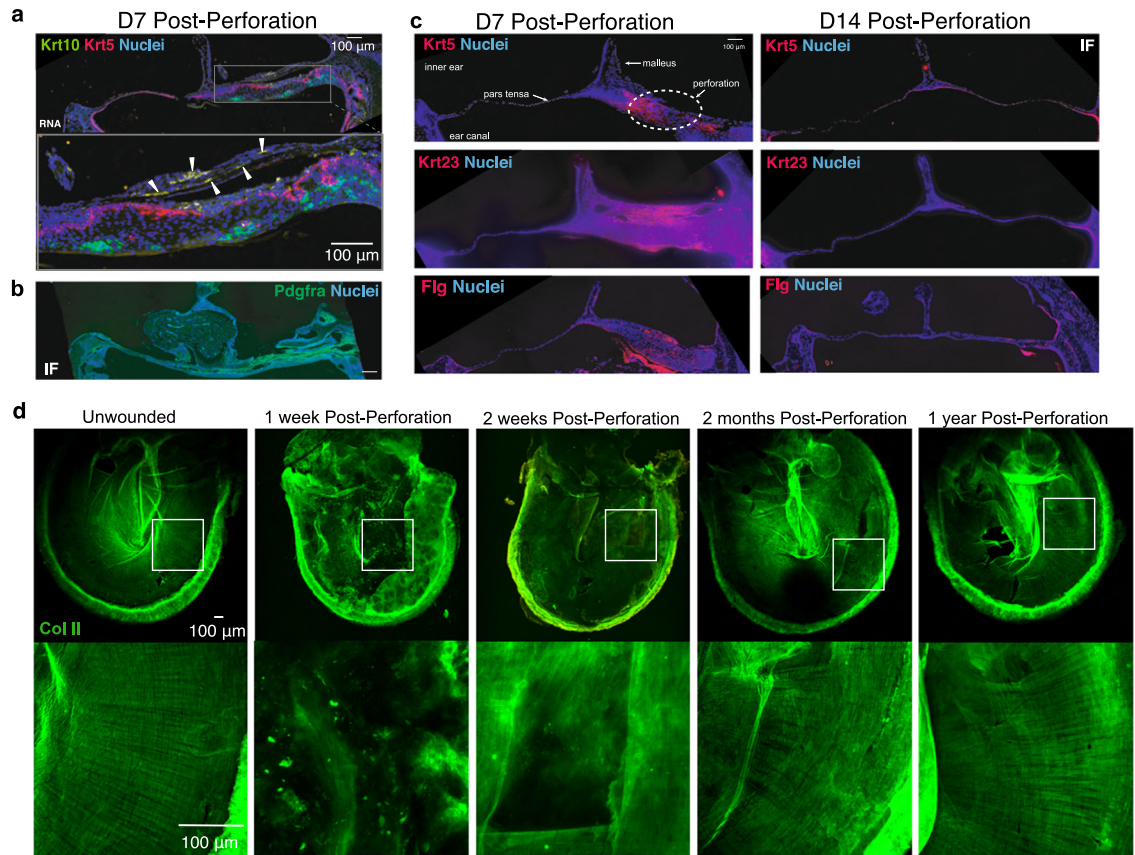 a
D7 Post-Perforation
Krt10 Krt5 Nuclei
100 µm
RNA
100 µm
b
Pdgfra Nuclei
IF
c
D7 Post-Perforation
D14 Post-Perforation
Krt5 Nuclei
100 µm
inner ear
malleus
perforation
pars tensa
ear canal
Krt5 Nuclei
IF
Krt23 Nuclei
Krt23 Nuclei
Flg Nuclei
Flg Nuclei
d
Unwounded
1 week Post-Perforation
2 weeks Post-Perforation
2 months Post-Perforation
1 year Post-Perforation
Col II
100 µm
100 µm